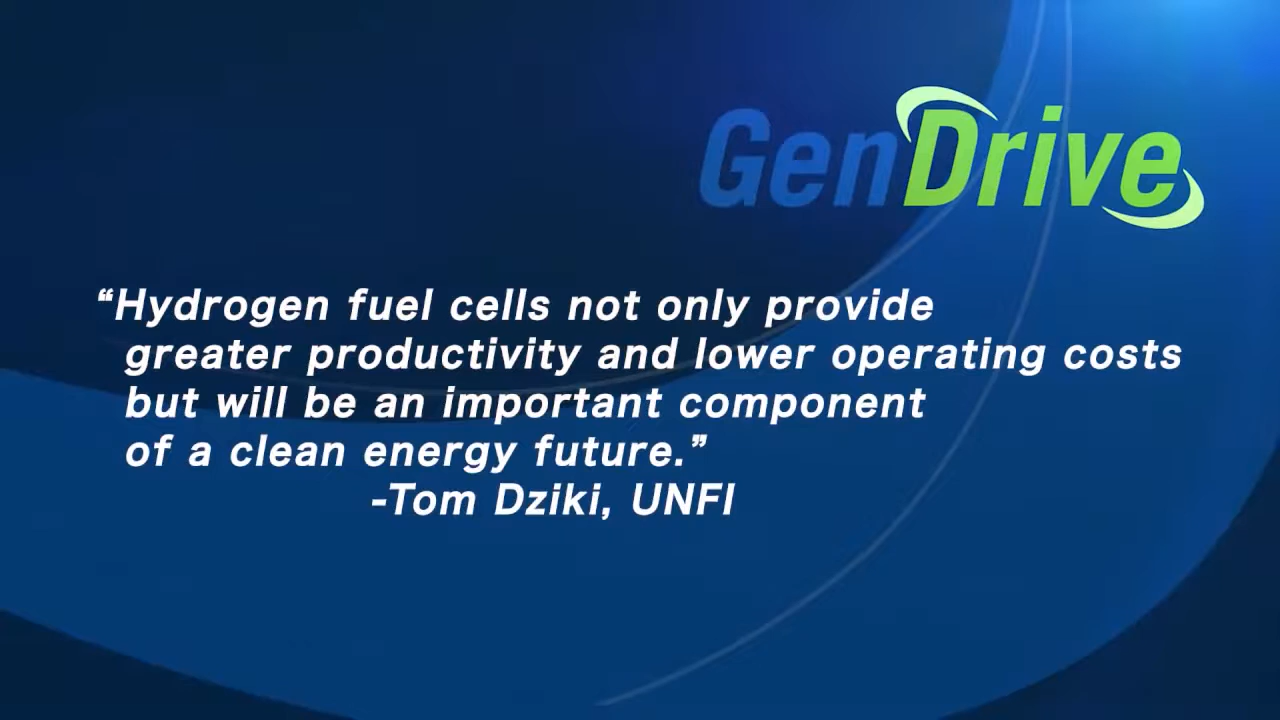 GenDrive
“Hydrogen fuel cells not only provide
greater productivity and lower operating costs
but will be an important component
of a clean energy future.”
-Tom Dziki, UNFI